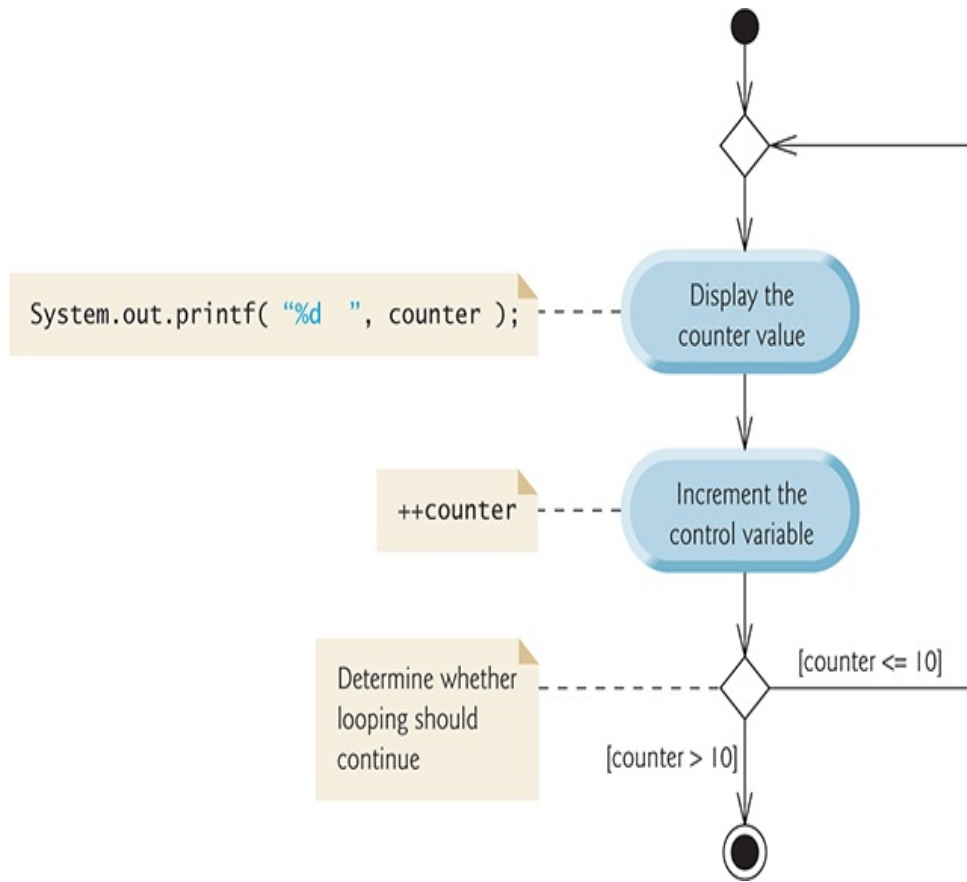 System.out.printf( “%d  ”, counter );
Display the
counter value
++counter
Increment the
control variable
Determine whether
looping should
continue
[counter <= 10]
[counter > 10]